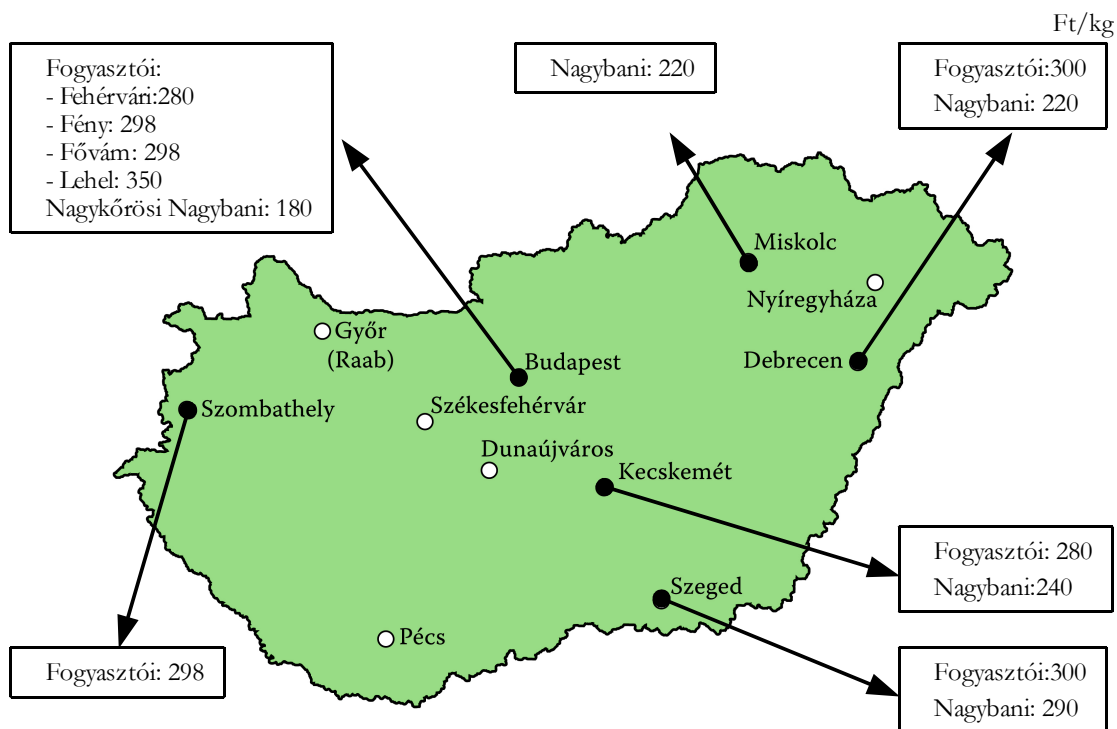 Ft/kg
Fogyasztói:
- Fehérvári:280
- Fény: 298
- Fővám: 298
- Lehel: 350
Nagykőrösi Nagybani: 180
Nagybani: 220
Fogyasztói:300
Nagybani: 220
Miskolc
Nyíregyháza
Győr
(Raab)
Budapest
Debrecen
Szombathely
Székesfehérvár
Dunaújváros
Kecskemét
Fogyasztói: 280
Nagybani:240
Szeged
Pécs
Fogyasztói: 298
Fogyasztói:300
Nagybani: 290